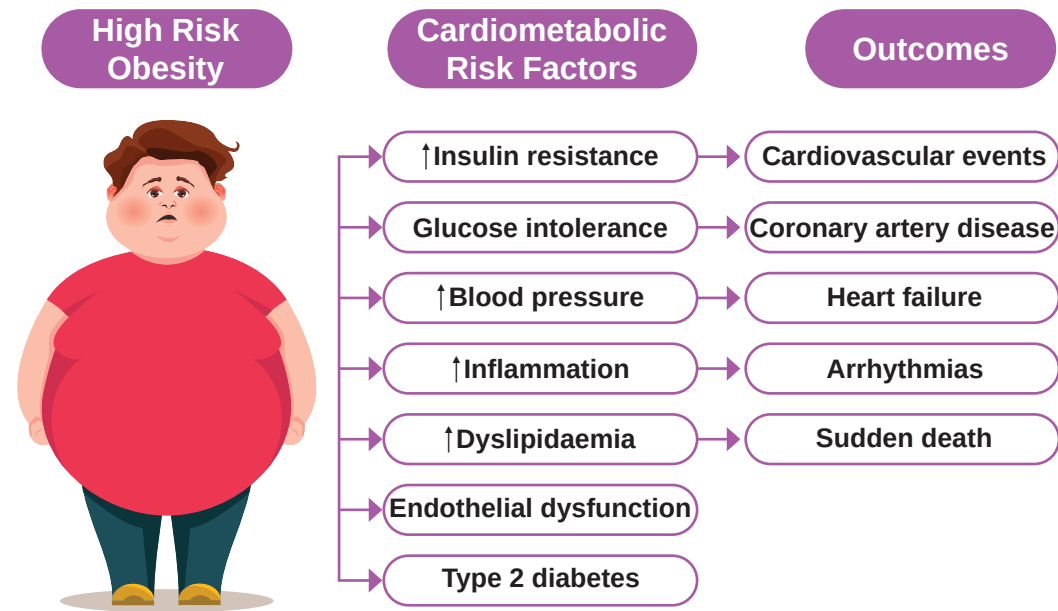 High Risk
Obesity
Cardiometabolic
Risk Factors
Outcomes
↑Insulin resistance
Cardiovascular events
Glucose intolerance
Coronary artery disease
↑Blood pressure
Heart failure
↑Inflammation
Arrhythmias
↑Dyslipidaemia
Sudden death
Endothelial dysfunction
Type 2 diabetes